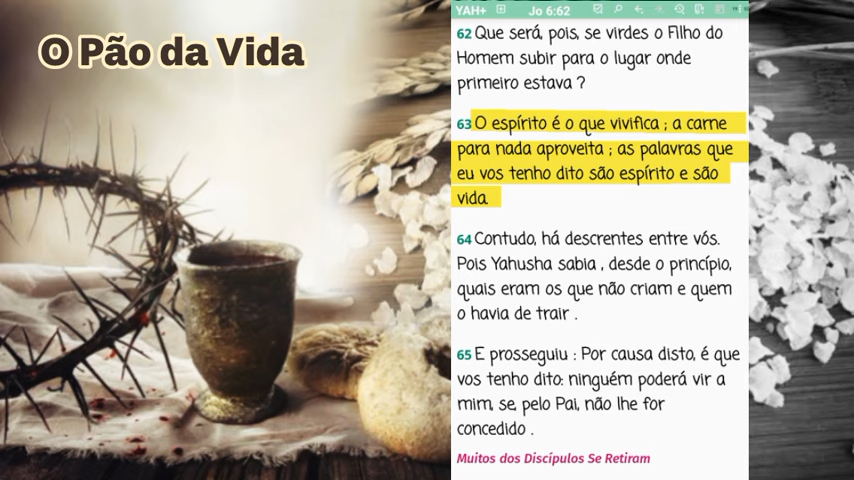 O Pão da Vida
YAH+ Jo 6:62
62 Que será, pois, se virdes o Filho do
Homem subir para o lugar onde
primeiro estava ?
63 O espírito é o que vivifica ; a carne
para nada aproveita ; as palavras que
eu vos tenho dito são espírito e são
vida.
64 Contudo, há descrentes entre vós.
Pois Yahusha sabia , desde o princípio,
quais eram os que não criam e quem
o havia de trair .
65 E prosseguiu : Por causa disto, é que
vos tenho dito: ninguém poderá vir a
mim, se, pelo Pai, não lhe for
concedido .
Muitos dos Discípulos Se Retiram